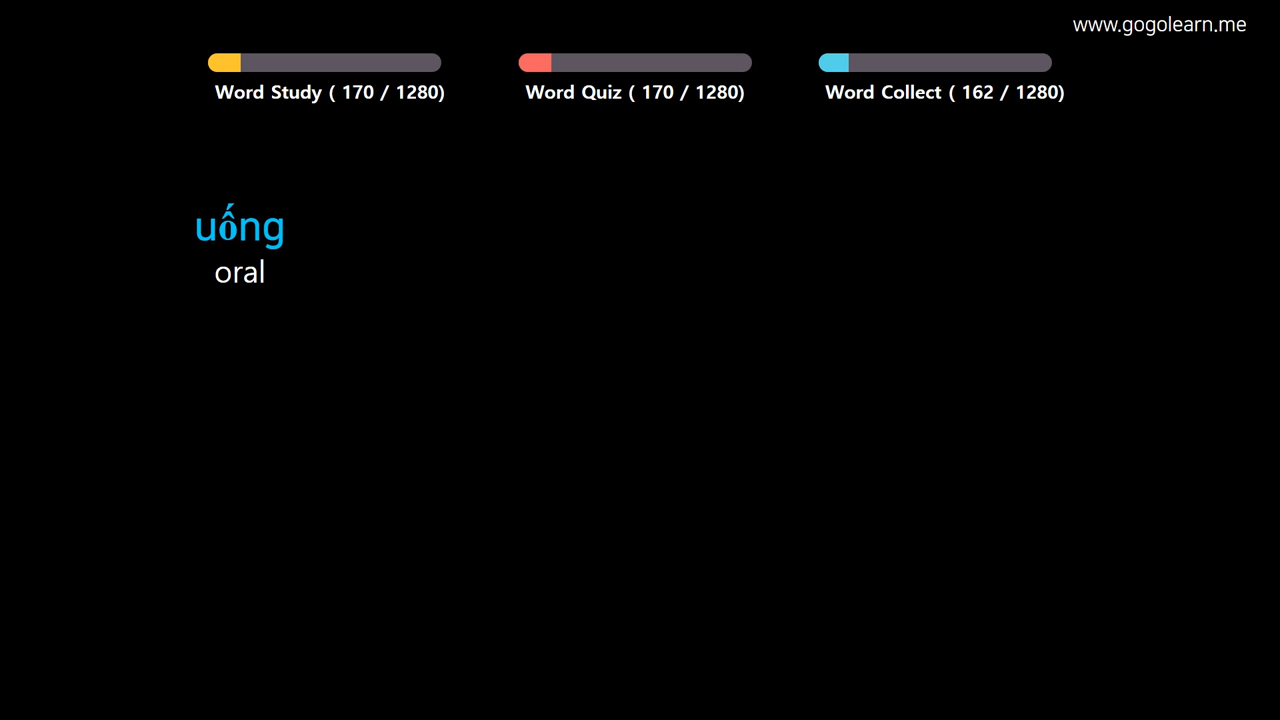 www.gogolearn.me
Word Study ( 170 / 1280)
Word Quiz ( 170 / 1280)
Word Collect ( 162 / 1280)
uống
oral